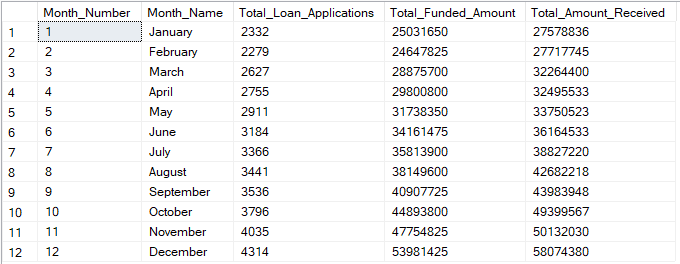 Month_Number Month_Name Total_Loan_Applications Total_Funded_Amount Total_Amount_Received
1 1 January 2332 25031650 27578836
2 2 February 2279 24647825 27717745
3 3 March 2627 28875700 32264400
4 4 April 2755 29800800 32495533
5 5 May 2911 31738350 33750523
6 6 June 3184 34161475 36164533
7 7 July 3366 35813900 38827220
8 8 August 3441 38149600 42682218
9 9 September 3536 40907725 43983948
10 10 October 3796 44893800 49399567
11 11 November 4035 47754825 50132030
12 12 December 4314 53981425 58074380